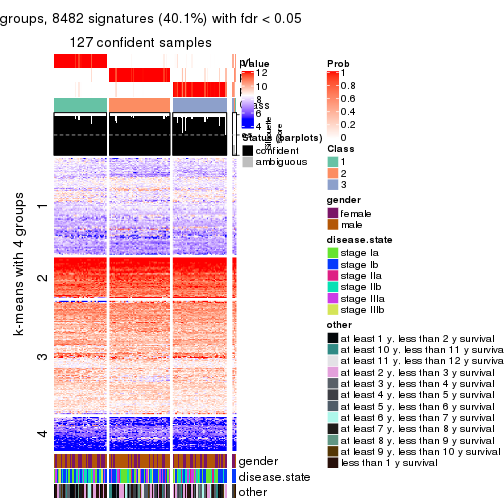 groups, 8482 signatures (40.1%) with fdr < 0.05
127 confident samples
k-means with 4 groups
1
2
3
4
gender
disease.state
other
Value
12
10
8
6
4
Status (barplots)
confident
ambiguous
Silhouette
score
Prob
1
0.8
0.6
0.4
0.2
0
Class
1
2
3
gender
female
male
disease.state
stage Ia
stage Ib
stage IIa
stage IIb
stage IIIa
stage IIIb
other
at least 1 y. less than 2 y survival
at least 10 y. less than 11 y surviva
at least 11 y. less than 12 y surviva
at least 2 y. less than 3 y survival
at least 3 y. less than 4 y survival
at least 4 y. less than 5 y survival
at least 5 y. less than 6 y survival
at least 6 y. less than 7 y survival
at least 7 y. less than 8 y survival
at least 8 y. less than 9 y survival
at least 9 y. less than 10 y survival
less than 1 y survival